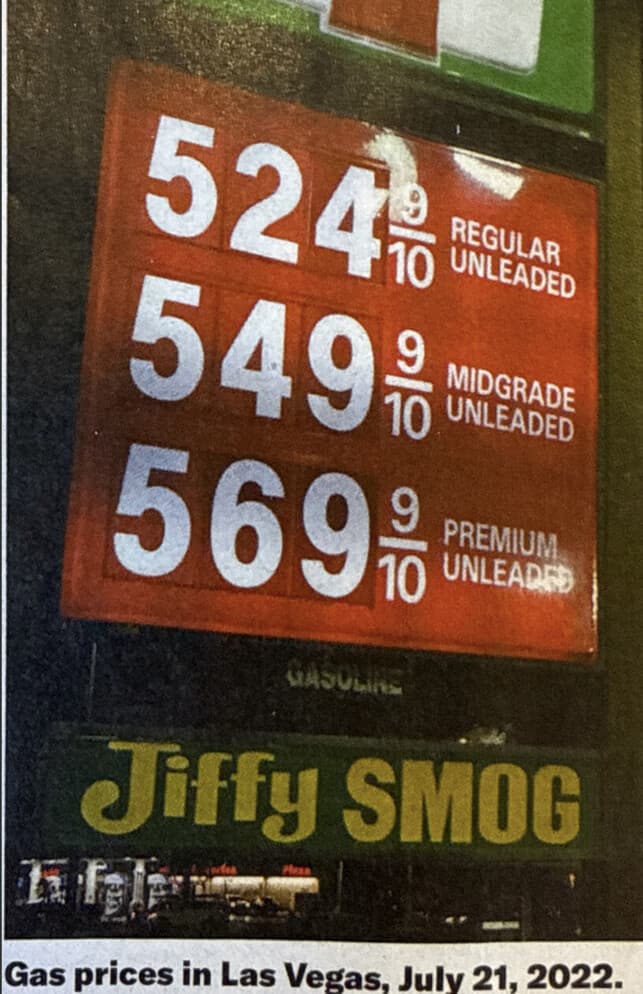 524 9/10 REGULAR
UNLEADED
549 9/10 MIDGRADE
UNLEADED
569 9/10 PREMIUM
UNLEADED
GASOLINE
Jiffy SMOG
Pizza
Gas prices in Las Vegas, July 21, 2022.